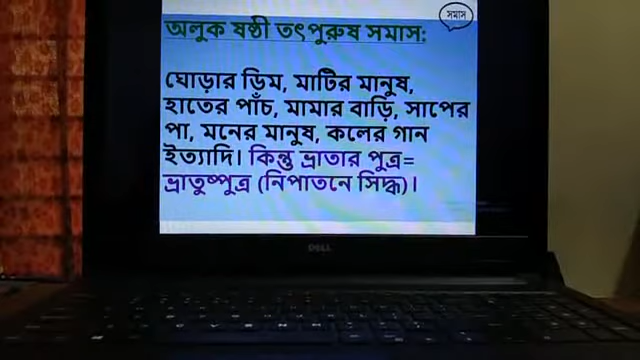 সমাস
অলুক ষষ্ঠী তৎপুরুষ সমাস:
ঘোড়ার ডিম, মাটির মানুষ,
হাতের পাঁচ, মামার বাড়ি, সাপের
পা, মনের মানুষ, কলের গান
ইত্যাদি। কিন্তু ভ্রাতার পুত্র=
ভ্রাতুষ্পুত্র (নিপাতনে সিদ্ধ)।
DELL